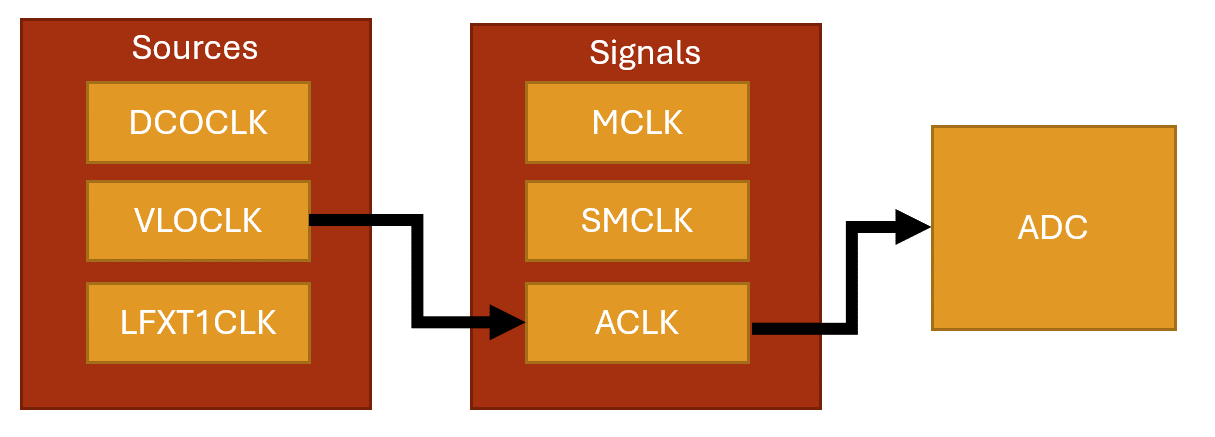 Sources
DCOCLK
VLOCLK
LFXT1CLK
Signals
MCLK
SMCLK
ACLK
ADC